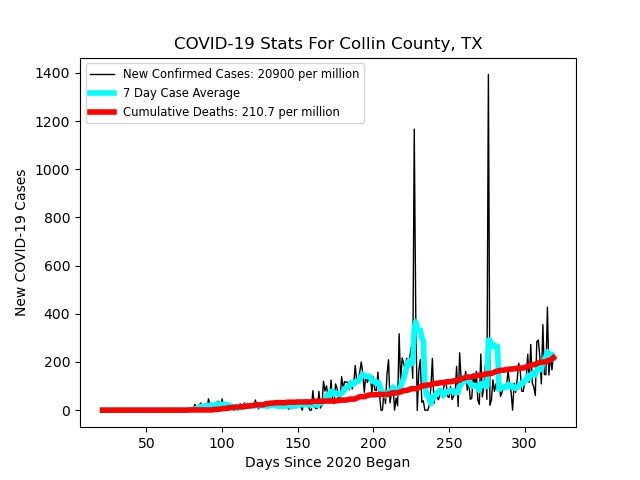 COVID-19 Stats For Collin County, TX
New Confirmed Cases: 20900 per million
7 Day Case Average
Cumulative Deaths: 210.7 per million
New COVID-19 Cases
1400
1200
1000
800
600
400
200
0
50
100
150
200
250
300
Days Since 2020 Began